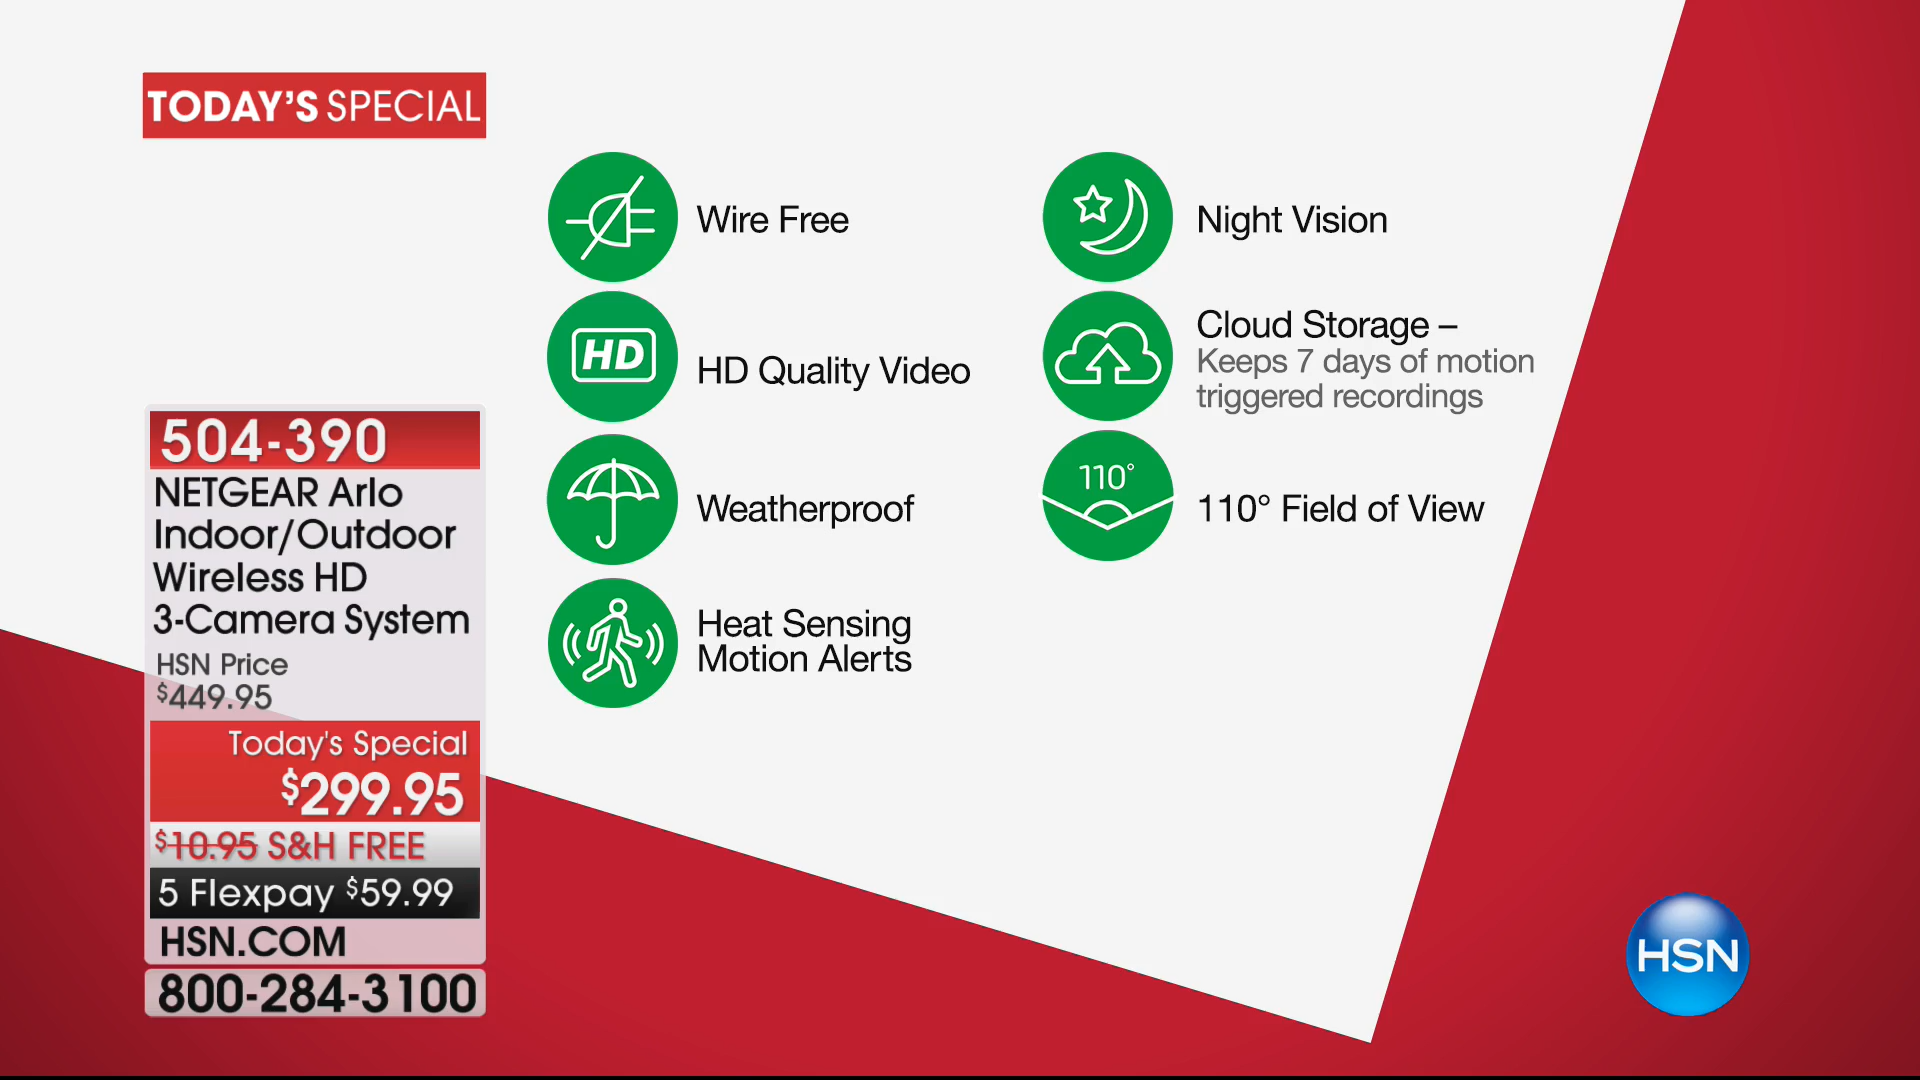 TODAY'S SPECIAL
Wire Free
HD
HD Quality Video
Weatherproof
Heat Sensing
Motion Alerts
Night Vision
Cloud Storage –
Keeps 7 days of motion
triggered recordings
110°
110° Field of View
504-390
NETGEAR Arlo
Indoor/Outdoor
Wireless HD
3-Camera System
HSN Price
$449.95
Today's Special
$299.95
$10.95 S&H FREE
5 Flexpay $59.99
HSN.COM
800-284-3100
HSN